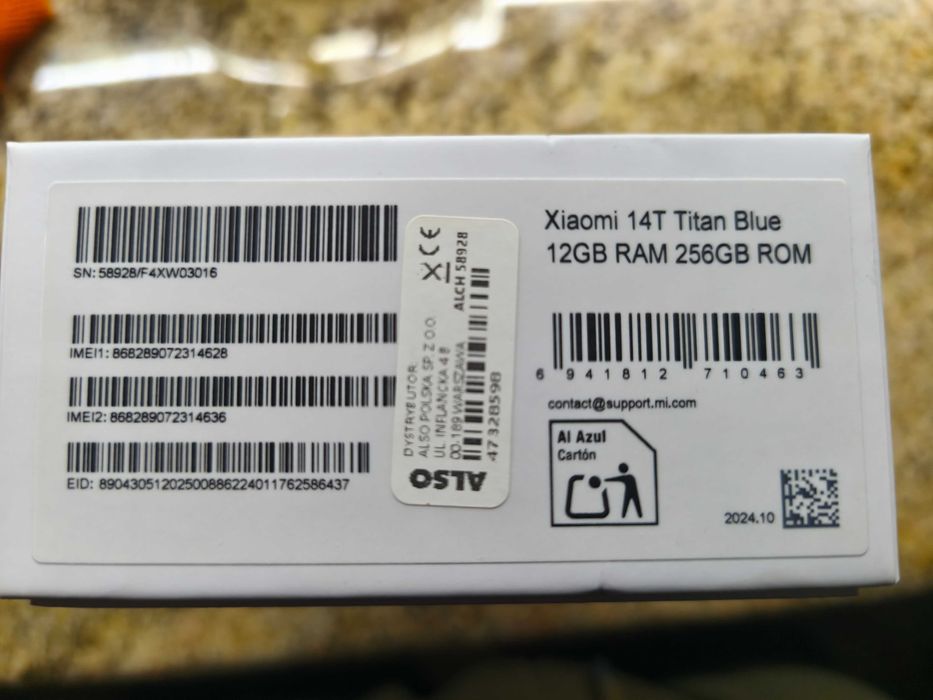 SN: 58928/F4XW03016
IMEI1: 868289072314628
IMEI2: 868289072314636
EID: 89043051202500886224011762586437
DYSTRYBUTOR:
ALSO POLSKA SP. Z O.O.
UL. INFLANCKA 4 B
00-189 WARSZAWA
ALCH 58928
47328598
CE
ALSO
Xiaomi 14T Titan Blue
12GB RAM 256GB ROM
6 941812 710463
contact@support.mi.com
Al Azul
Cartón
2024.10